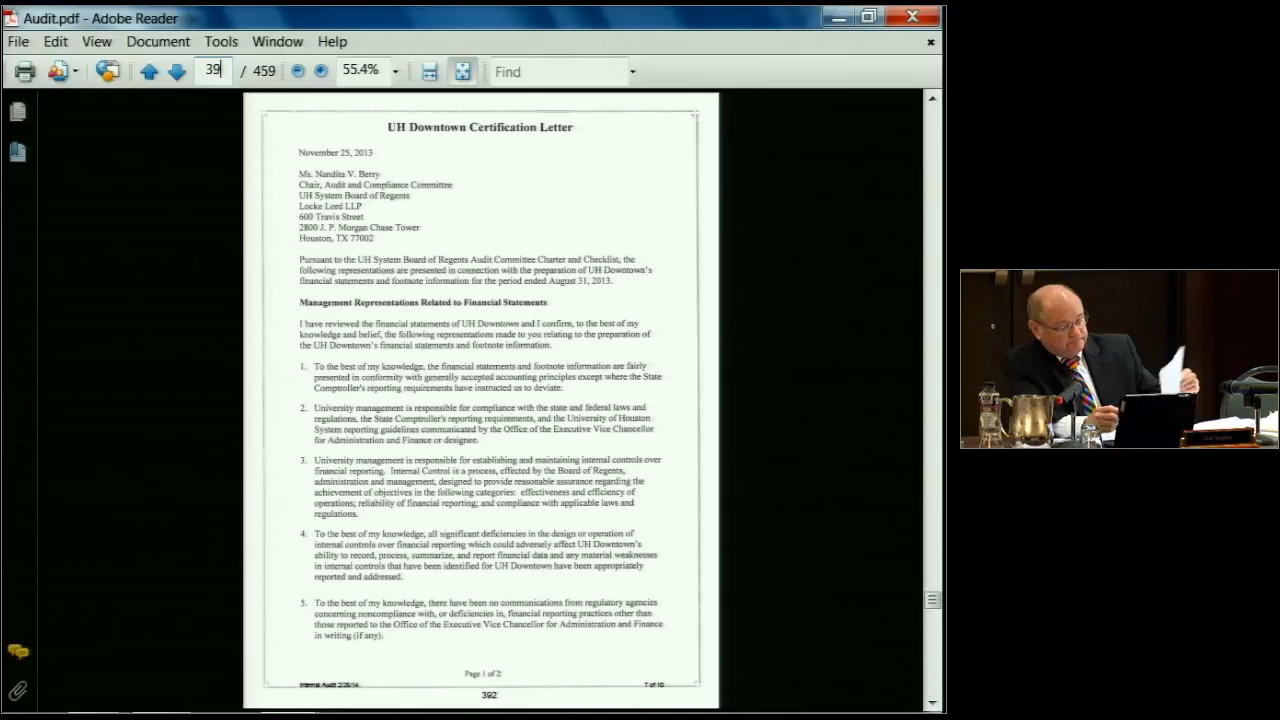 Audit.pdf - Adobe Reader
File Edit View Document Tools Window Help
39 / 459 55.4% Find
UH Downtown Certification Letter
November 25, 2013
Ms. Nandita V. Berry
Chair, Audit and Compliance Committee
UH System Board of Regents
Locke Lord LLP
600 Travis Street
2800 J. P. Morgan Chase Tower
Houston, TX 77002
Pursuant to the UH System Board of Regents Audit Committee Charter and Checklist, the
following representations are presented in connection with the preparation of UH Downtown's
financial statements and footnote information for the period ended August 31, 2013.
Management Representations Related to Financial Statements
I have reviewed the financial statements of UH Downtown and I confirm, to the best of my
knowledge and belief, the following representations made to you relating to the preparation of
the UH Downtown's financial statements and footnote information.
1. To the best of my knowledge, the financial statements and footnote information are fairly
presented in conformity with generally accepted accounting principles except where the State
Comptroller's reporting requirements have instructed us to deviate.
2. University management is responsible for compliance with the state and federal laws and
regulations, the State Comptroller's reporting requirements, and the University of Houston
System reporting guidelines communicated by the Office of the Executive Vice Chancellor
for Administration and Finance or designee.
3. University management is responsible for establishing and maintaining internal controls over
financial reporting. Internal Control is a process, effected by the Board of Regents,
administration and management, designed to provide reasonable assurance regarding the
achievement of objectives in the following categories: effectiveness and efficiency of
operations; reliability of financial reporting; and compliance with applicable laws and
regulations.
4. To the best of my knowledge, all significant deficiencies in the design or operation of
internal controls over financial reporting which could adversely affect UH Downtown's
ability to record, process, summarize, and report financial data and any material weaknesses
in internal controls that have been identified for UH Downtown have been appropriately
reported and addressed.
5. To the best of my knowledge, there have been no communications from regulatory agencies
concerning noncompliance with, or deficiencies in, financial reporting practices other than
those reported to the Office of the Executive Vice Chancellor for Administration and Finance
in writing (if any).
Page 1 of 2
Internal Audit 2/26/14 7 of 10
392